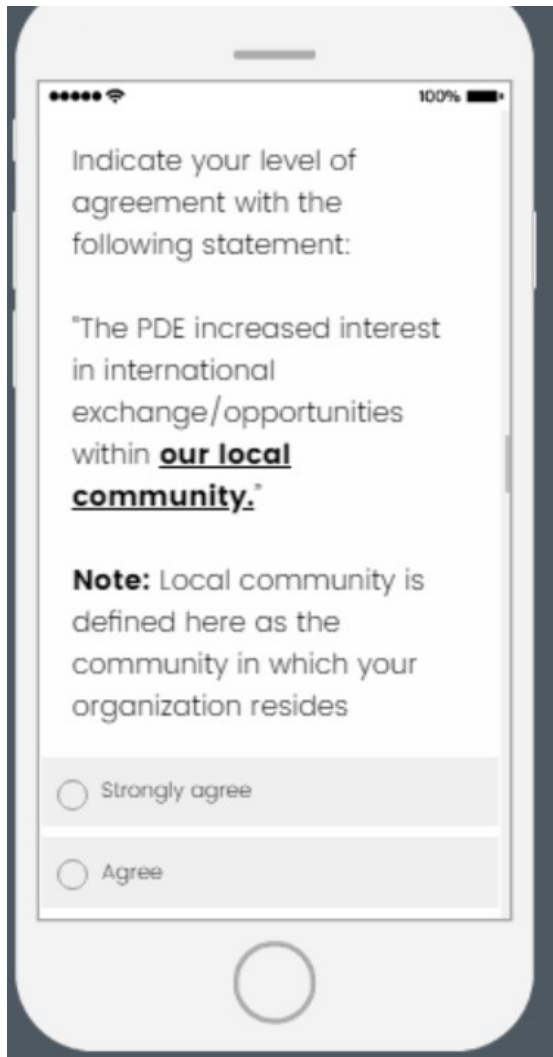 100%
Indicate your level of
agreement with the
following statement:
"The PDE increased interest
in international
exchange/opportunities
within our local
community."
Note: Local community is
defined here as the
community in which your
organization resides
Strongly agree
Agree